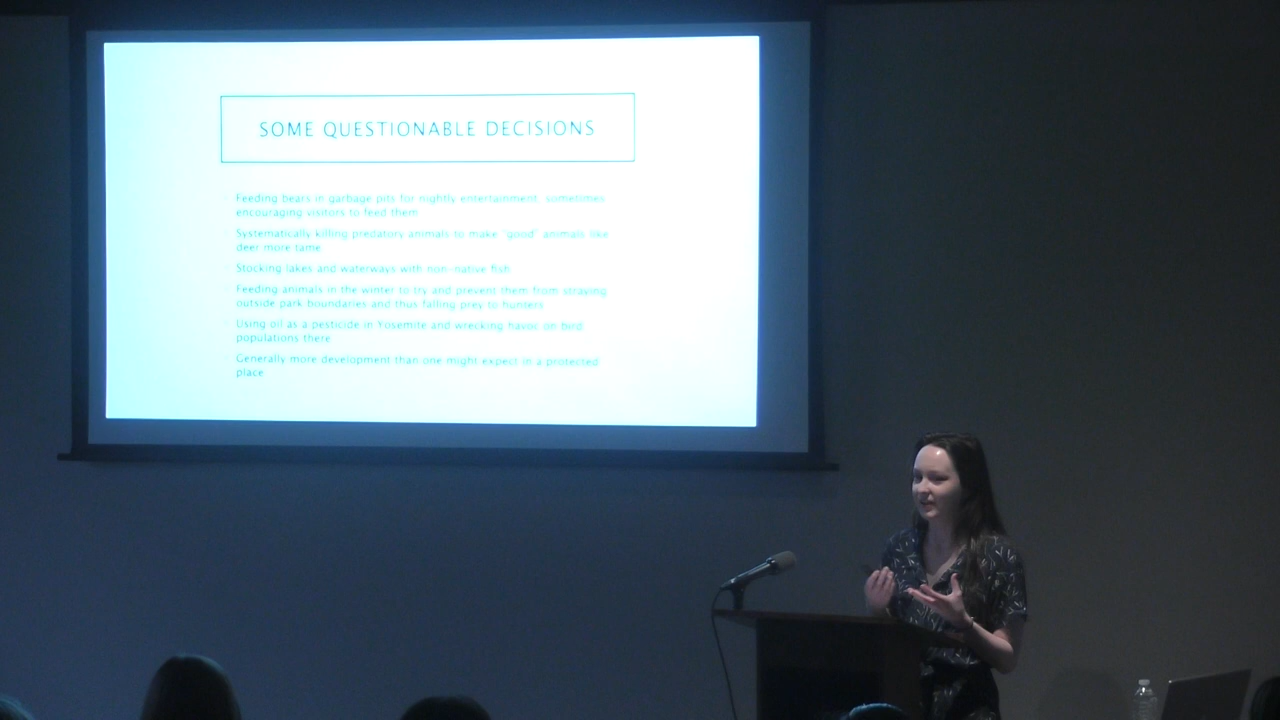 SOME QUESTIONABLE DECISIONS
Feeding bears in garbage pits for nightly entertainment, sometimes
encouraging visitors to feed them
Systematically killing predatory animals to make "good" animals like
deer more tame
Stocking lakes and waterways with non-native fish
Feeding animals in the winter to try and prevent them from straying
outside park boundaries and thus falling prey to hunters
Using oil as a pesticide in Yosemite and wrecking havoc on bird
populations there
Generally more development than one might expect in a protected
place